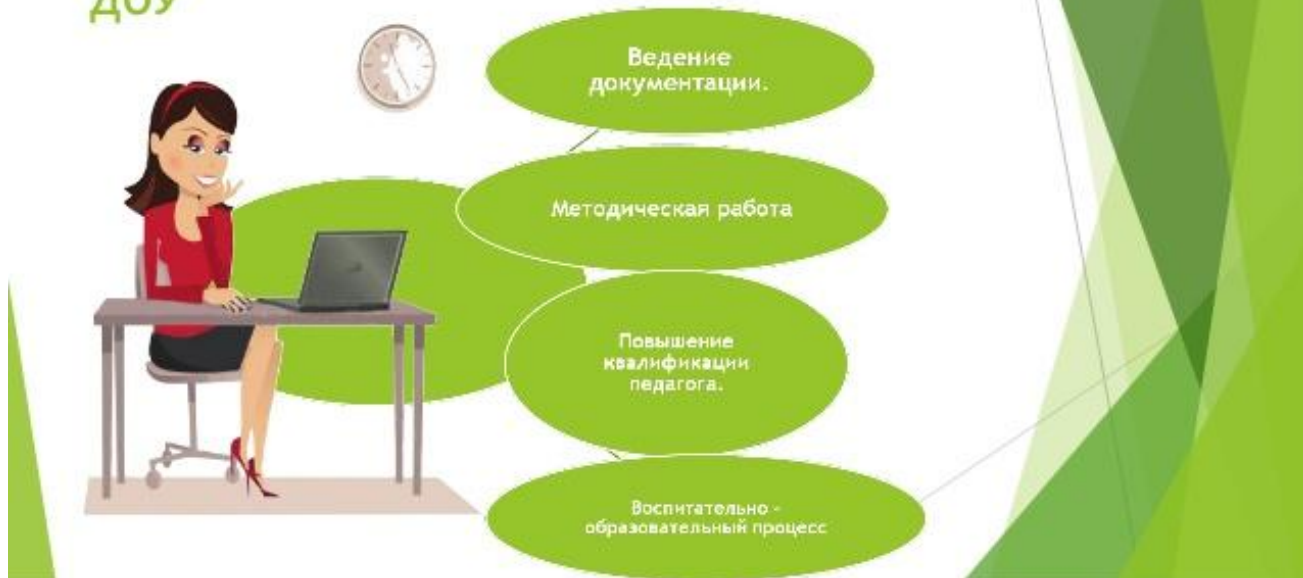 ДОУ
Ведение
документации.
Методическая работа
Повышение
квалификации
педагога.
Воспитательно -
образовательный процесс